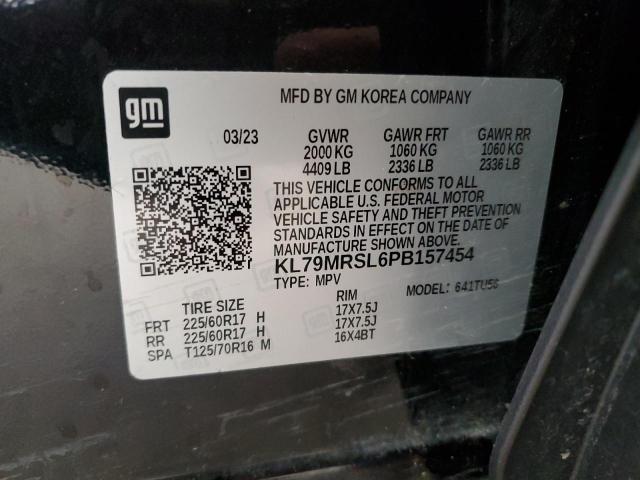 gm
MFD BY GM KOREA COMPANY
03/23 GVWR GAWR FRT GAWR RR
2000 KG 1060 KG 1060 KG
4409 LB 2336 LB 2336 LB
THIS VEHICLE CONFORMS TO ALL
APPLICABLE U.S. FEDERAL MOTOR
VEHICLE SAFETY AND THEFT PREVENTION
STANDARDS IN EFFECT ON THE DATE OF
MANUFACTURE SHOWN ABOVE.
KL79MRSL6PB157454
TYPE: MPV MODEL: 641TU56
TIRE SIZE RIM
FRT 225/60R17 H 17X7.5J
RR 225/60R17 H 17X7.5J
SPA T125/70R16 M 16X4BT